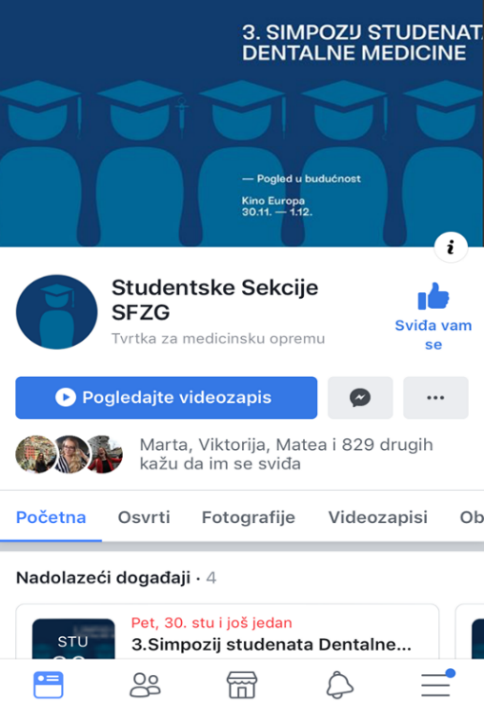 3. SIMPOZIJ STUDENAT
DENTALNE MEDICINE
— Pogled u budućnost
Kino Europa
30.11. — 1.12.
i
Studentske Sekcije
SFZG
Tvrtka za medicinsku opremu
Sviđa vam
se
Pogledajte videozapis
Marta, Viktorija, Matea i 829 drugih
kažu da im se sviđa
Početna Osvrti Fotografije Videozapisi Ob
Nadolazeći događaji · 4
STU
Pet, 30. stu i još jedan
3.Simpozij studenata Dentalne...